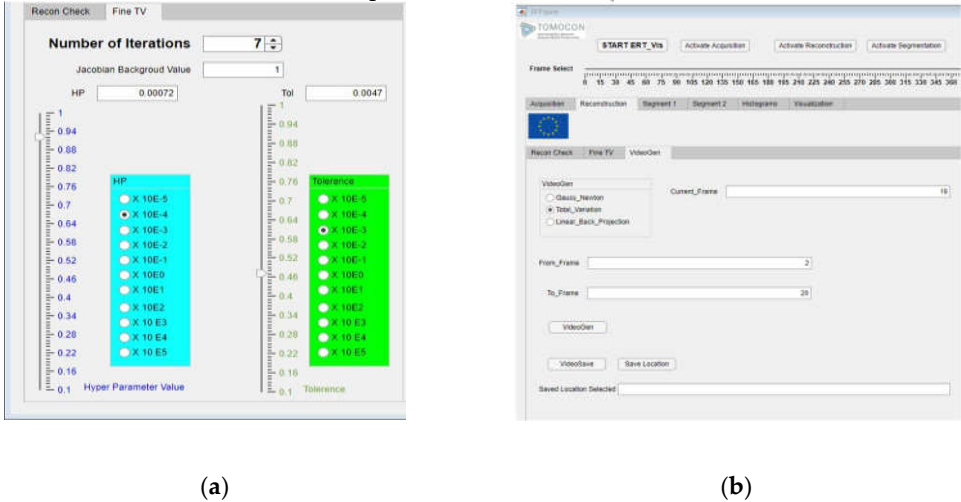 Recon Check Fine TV
Number of Iterations 7
Jacobian Backgroud Value 1
HP 0.00072 Tol 0.0047
1
0.94
0.88
0.82
0.76
0.7
0.64
0.58
0.52
0.46
0.4
0.34
0.28
0.22
0.16
0.1
HP
X 10E-5
X 10E-4
X 10E-3
X 10E-2
X 10E-1
X 10E0
X 10E1
X 10E2
X 10 E3
X 10 E4
X 10 E5
Hyper Parameter Value
1
0.94
0.88
0.82
0.76
0.7
0.64
0.58
0.52
0.46
0.4
0.34
0.28
0.22
0.16
0.1
Tolerence
X 10E-5
X 10E-4
X 10E-3
X 10E-2
X 10E-1
X 10E0
X 10E1
X 10E2
X 10 E3
X 10 E4
X 10 E5
Tolerence
(a)
TOMOCON
START ERT_Vis Activate Acquisition Activate Reconstruction Activate Segmentation
Frame Select
0 15 30 45 60 75 90 105 120 135 150 165 180 195 210 225 240 255 270 285 300 315 330 345 360
Acquisition Reconstruction Segment 1 Segment 2 Histograms Visualization
Recon Check Fine TV VideoGen
VideoGen
Gauss_Newton
Total_Variation
Linear_Back_Projection
Current_Frame 19
From_Frame 2
To_Frame 20
VideoGen
VideoSave Save Location
Saved Location Selected
(b)